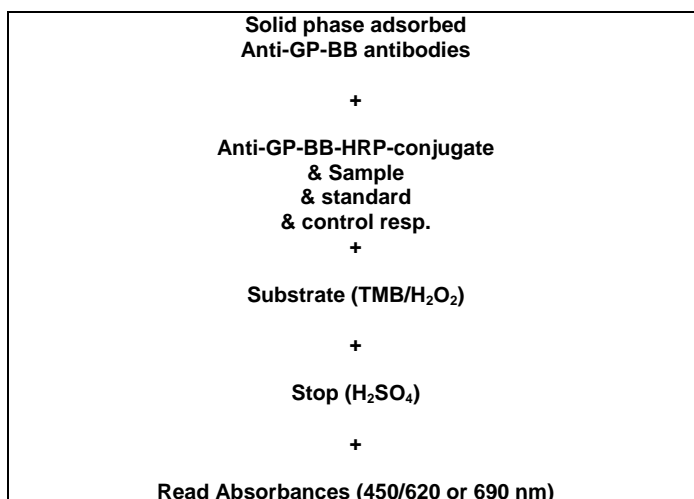 Solid phase adsorbed
Anti-GP-BB antibodies
+
Anti-GP-BB-HRP-conjugate
& Sample
& standard
& control resp.
+
Substrate (TMB/H₂O₂)
+
Stop (H₂SO₄)
+
Read Absorbances (450/620 or 690 nm)